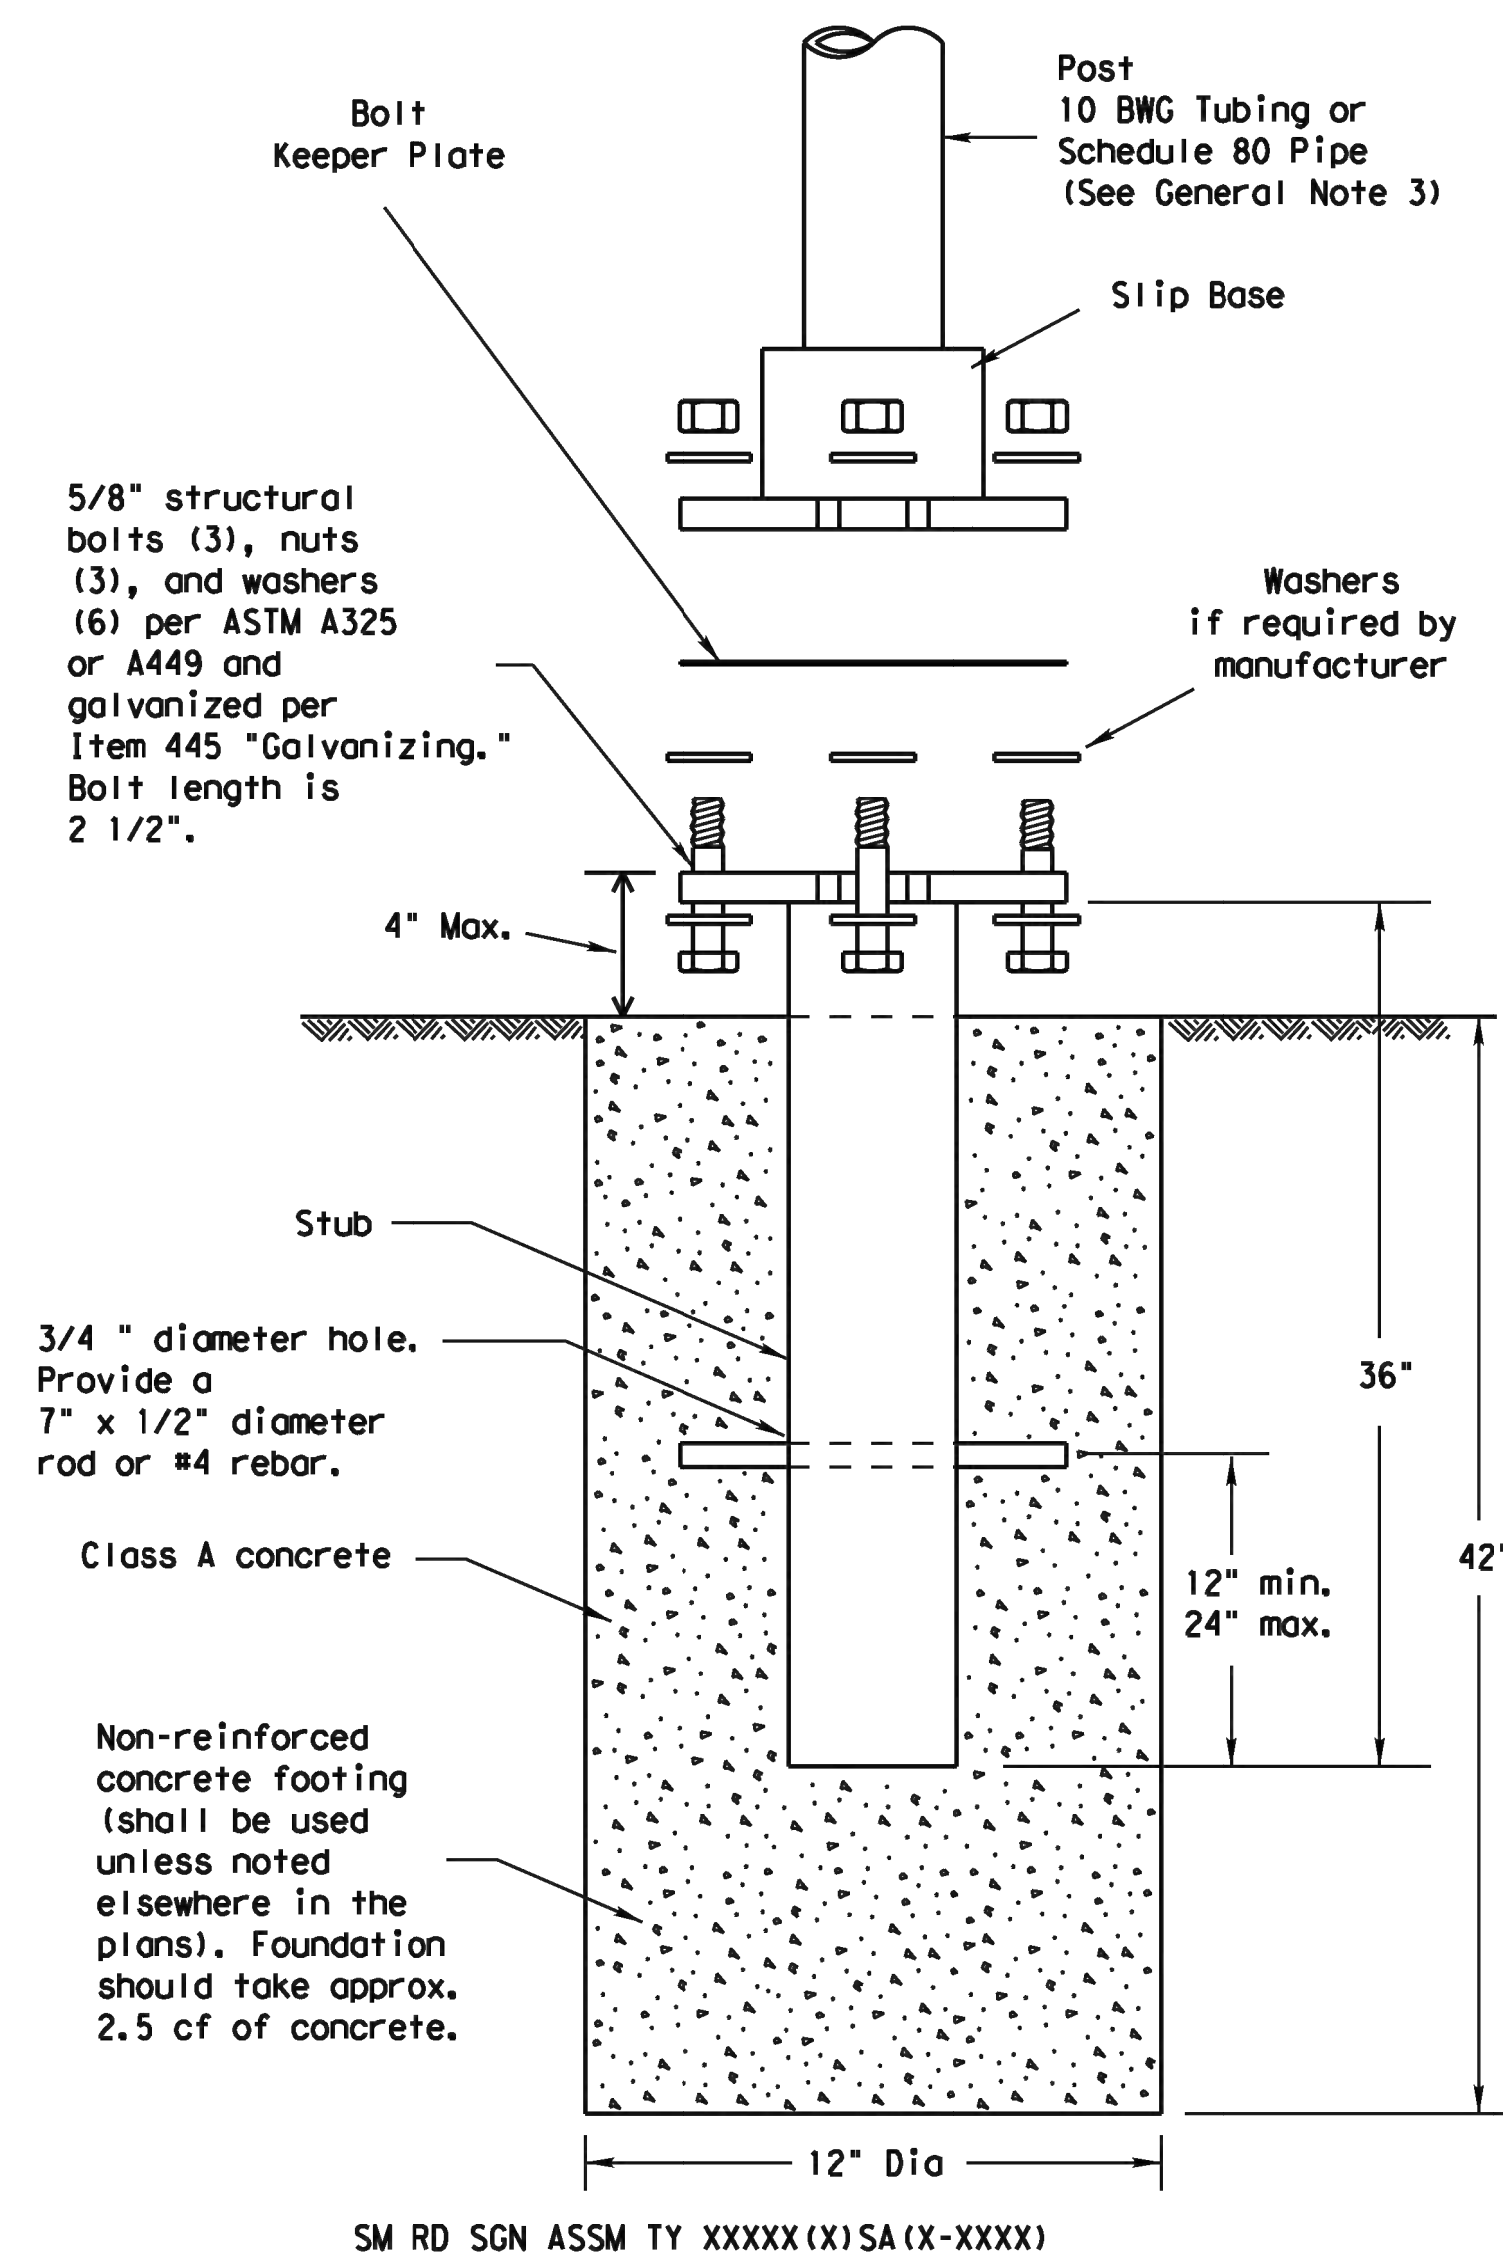 Post
10 BWG Tubing or
Schedule 80 Pipe
(See General Note 3)
Bolt
Keeper Plate
Slip Base
5/8" structural
bolts (3), nuts
(3), and washers
(6) per ASTM A325
or A449 and
galvanized per
Item 445 "Galvanizing."
Bolt length is
2 1/2".
Washers
if required by
manufacturer
4" Max.
Stub
3/4 " diameter hole.
Provide a
7" x 1/2" diameter
rod or #4 rebar.
36"
Class A concrete
42"
12" min.
24" max.
Non-reinforced
concrete footing
(shall be used
unless noted
elsewhere in the
plans). Foundation
should take approx.
2.5 cf of concrete.
12" Dia
SM RD SGN ASSM TY XXXXX(X)SA(X-XXXX)